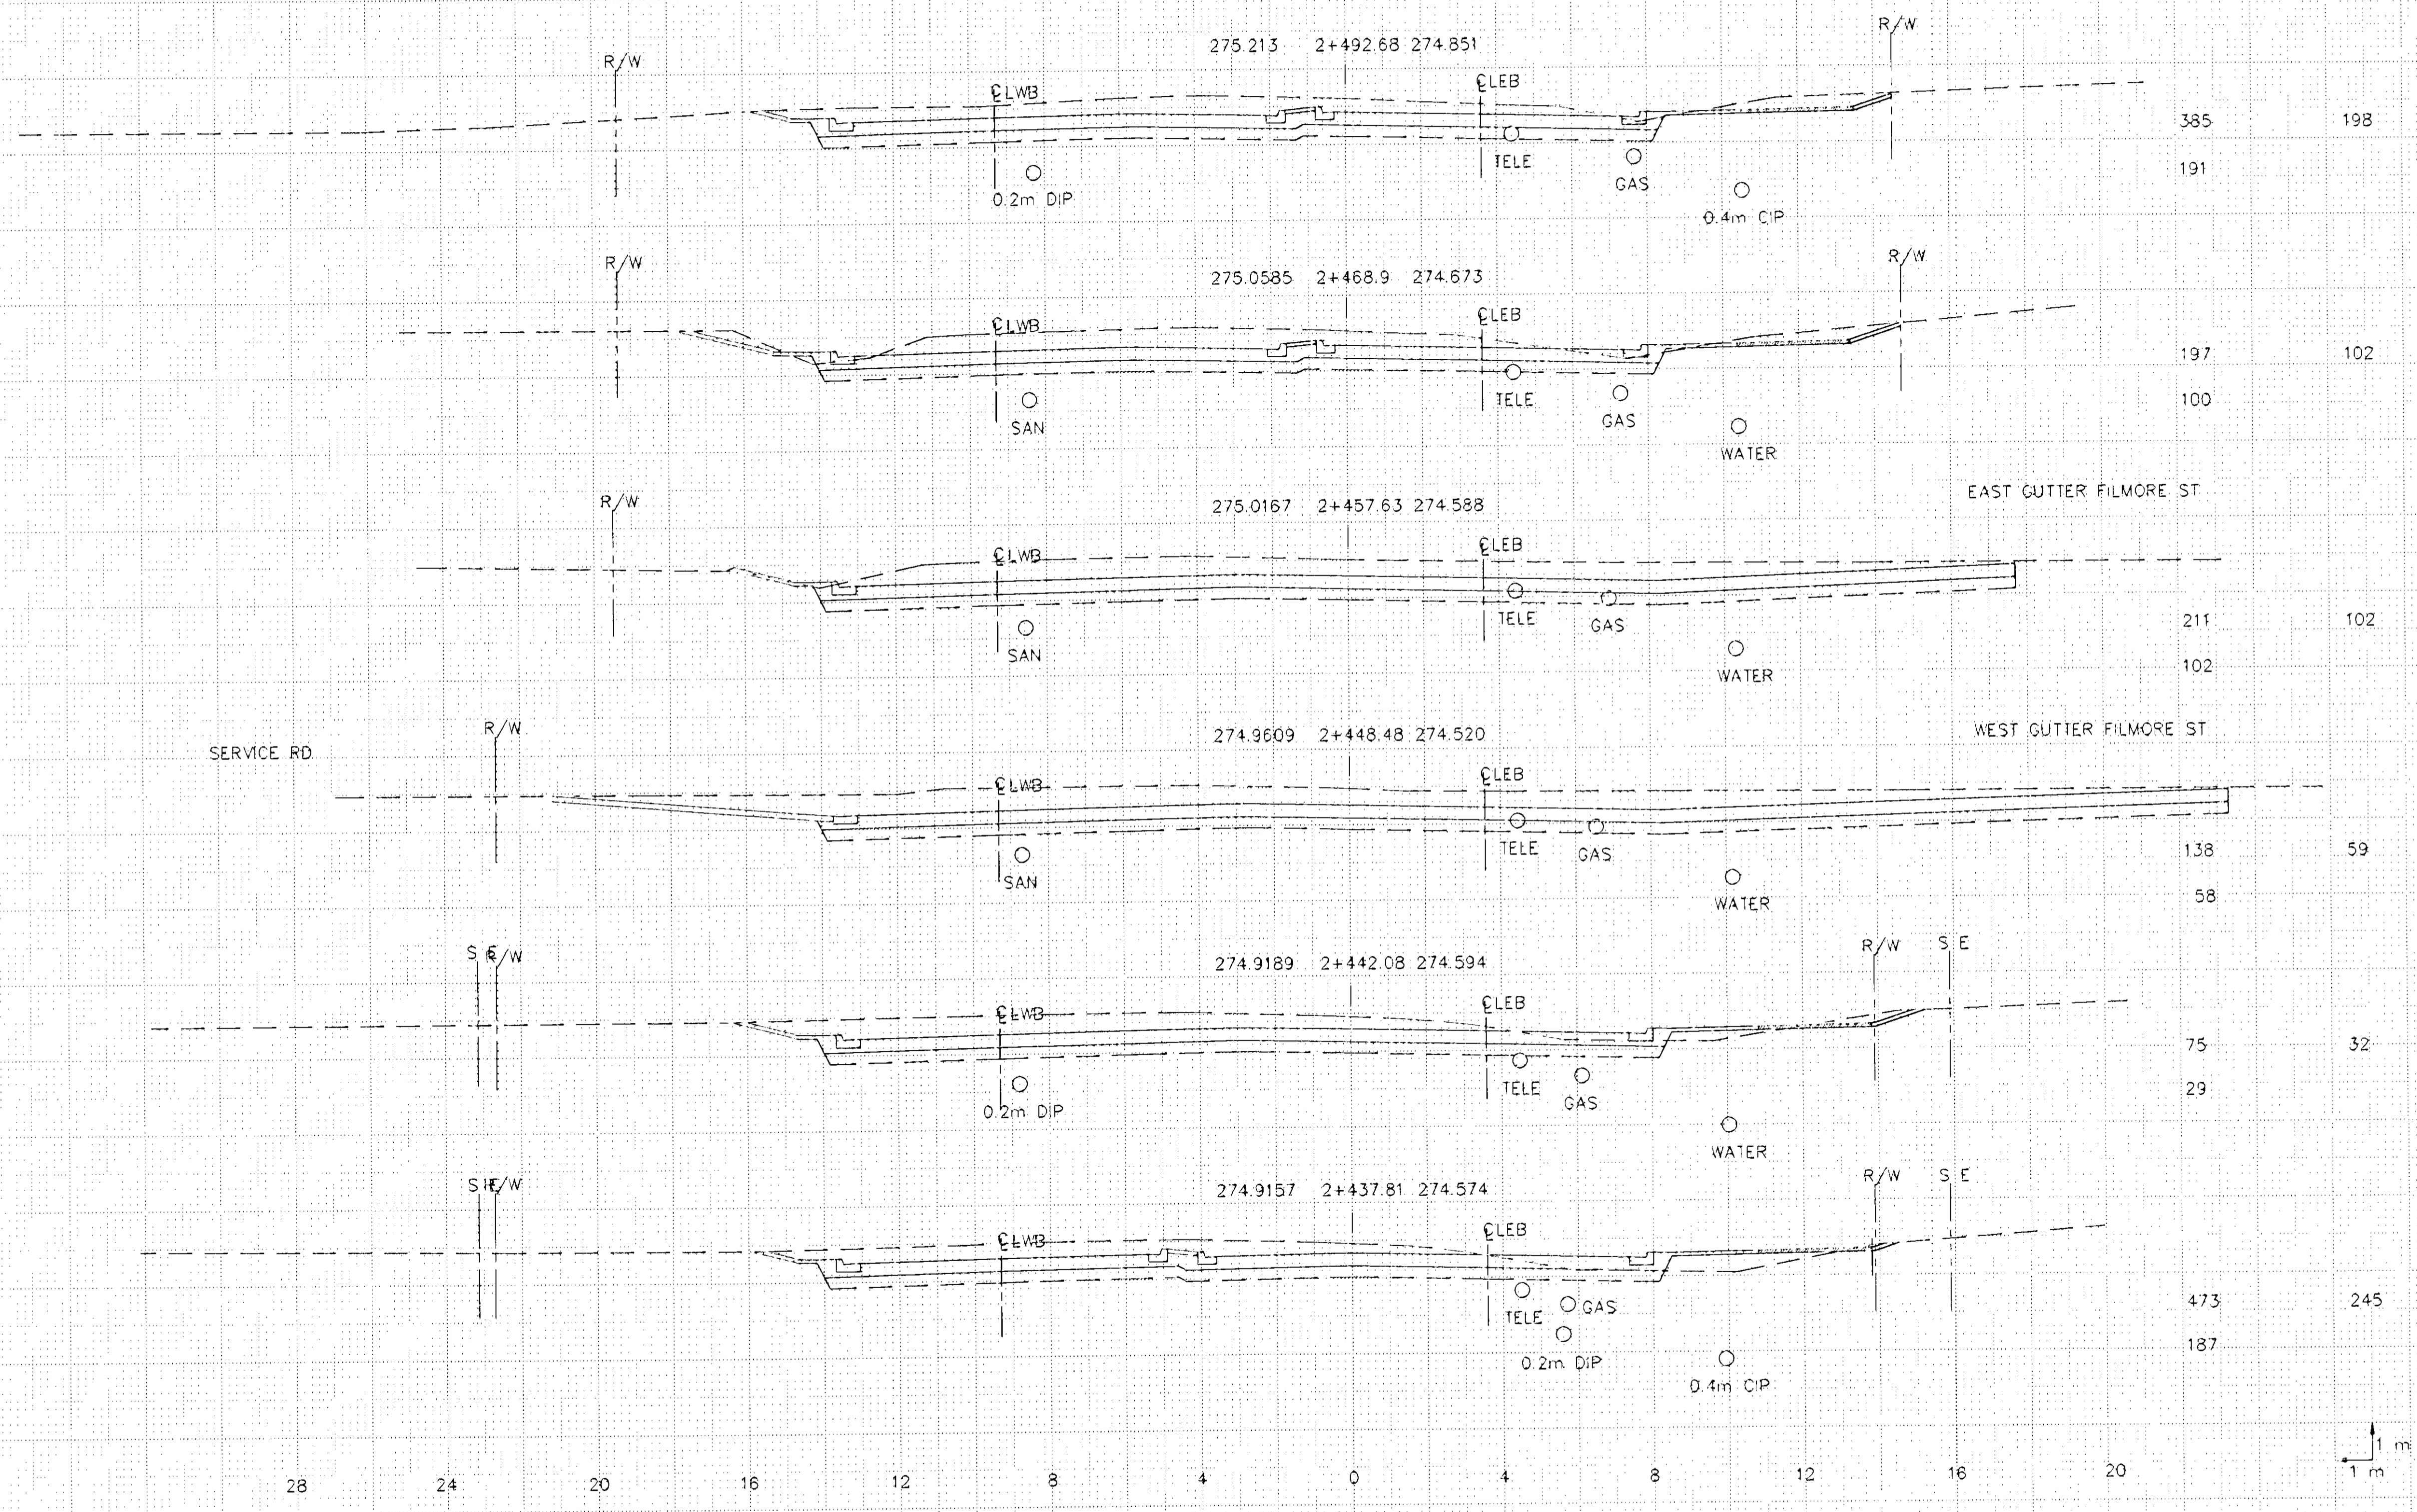 275.213 2+492.68 274.851
R/W R/W
℄LWB ℄LEB
385 198
TELE
191
GAS
0.2m DIP
0.4m CIP
R/W R/W
275.0585 2+468.9 274.673
℄LWB ℄LEB
197 102
TELE 100
GAS
SAN
WATER
EAST GUTTER FILMORE ST
R/W
275.0167 2+457.63 274.588
℄LWB ℄LEB
TELE 211 102
GAS
SAN
102
WATER
R/W WEST GUTTER FILMORE ST
274.9609 2+448.48 274.520
SERVICE RD
℄LWB ℄LEB
TELE 138 59
GAS
SAN
58
WATER
S E R/W R/W S E
274.9189 2+442.08 274.594
℄LWB ℄LEB
75 32
TELE 29
GAS
0.2m DIP
WATER
S E R/W R/W S E
274.9157 2+437.81 274.574
℄LWB ℄LEB
473 245
GAS
TELE
187
0.2m DIP
0.4m CIP
1 m
1 m
28 24 20 16 12 8 4 0 4 8 12 16 20